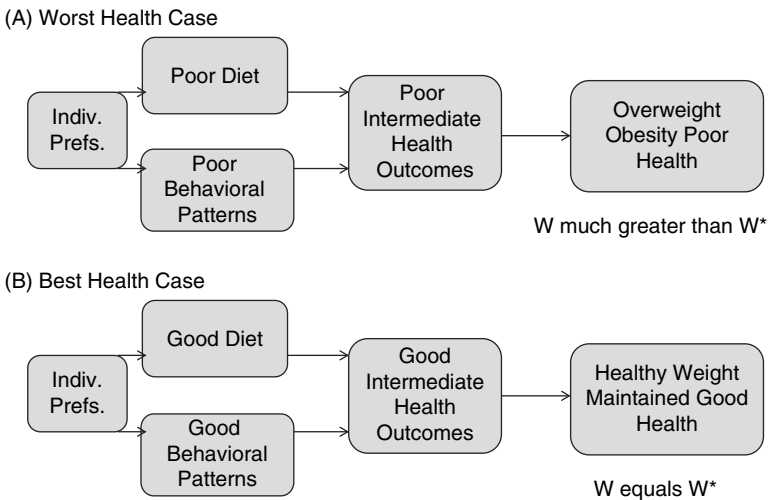 (A) Worst Health Case
Poor Diet
Indiv.
Prefs.
Poor
Behavioral
Patterns
Poor
Intermediate
Health
Outcomes
Overweight
Obesity Poor
Health
W much greater than W*
(B) Best Health Case
Good Diet
Indiv.
Prefs.
Good
Behavioral
Patterns
Good
Intermediate
Health
Outcomes
Healthy Weight
Maintained Good
Health
W equals W*